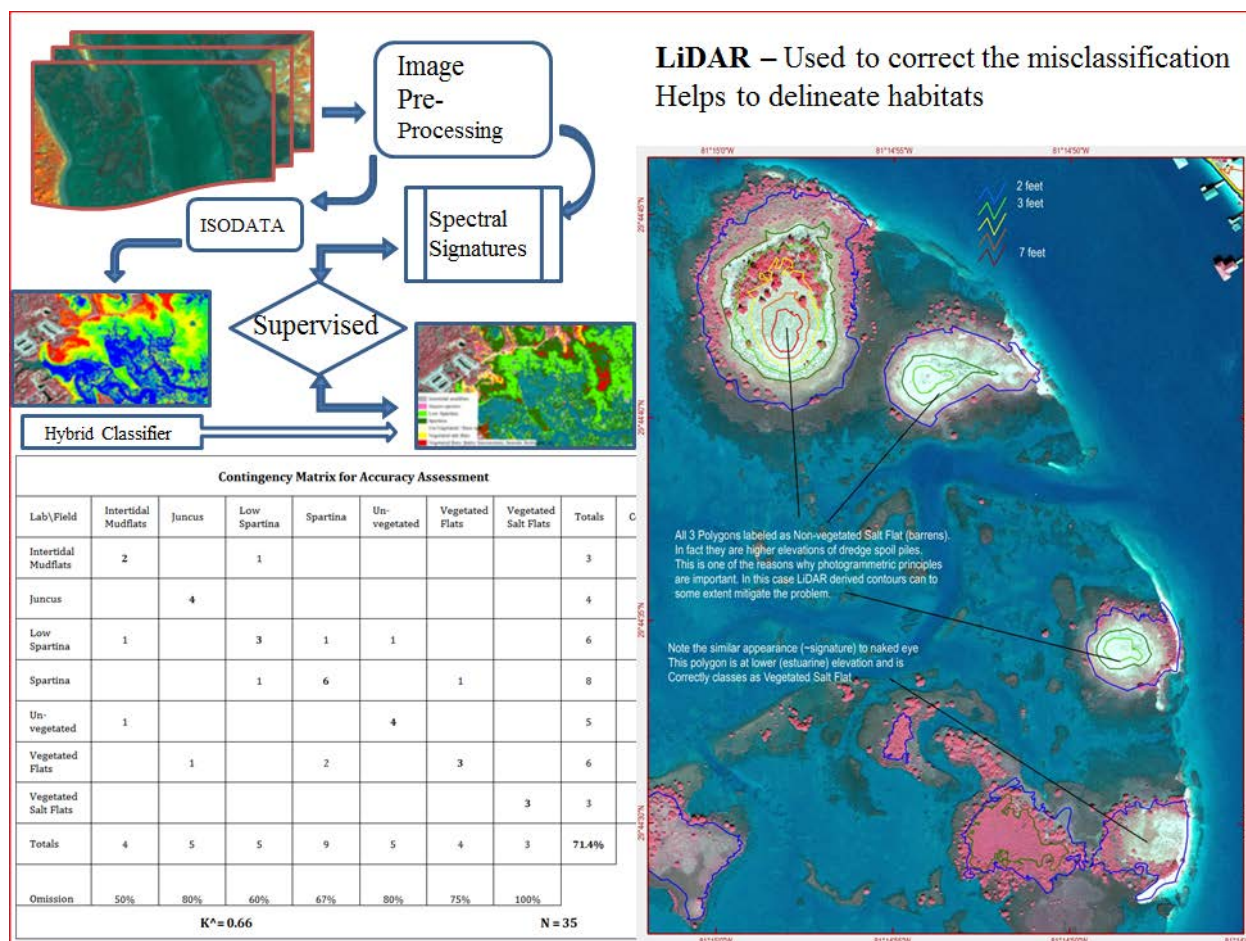 Image
Pre-
Processing
ISODATA
Spectral
Signatures
Supervised
Hybrid Classifier
LiDAR – Used to correct the misclassification
Helps to delineate habitats
Contingency Matrix for Accuracy Assessment
Lab\Field Intertidal Mudflats Juncus Low Spartina Spartina Un-vegetated Vegetated Flats Vegetated Salt Flats Totals
Intertidal Mudflats 2 1 3
Juncus 4 4
Low Spartina 1 3 1 1 6
Spartina 1 6 1 8
Un-vegetated 1 4 5
Vegetated Flats 1 2 3 6
Vegetated Salt Flats 3 3
Totals 4 5 5 9 5 4 3 71.4%
Omission 50% 80% 60% 67% 80% 75% 100%
K^= 0.66 N = 35
81°15'0"W 81°14'55"W 81°14'50"W
2 feet
3 feet
7 feet
All 3 Polygons labeled as Non-vegetated Salt Flat (barrens).
In fact they are higher elevations of dredge spoil piles.
This is one of the reasons why photogrammetric principles
are important. In this case LiDAR derived contours can to
some extent mitigate the problem.
Note the similar appearance (~signature) to naked eye
This polygon is at lower (estuarine) elevation and is
Correctly classes as Vegetated Salt Flat
81°15'0"W 81°14'55"W 81°14'50"W